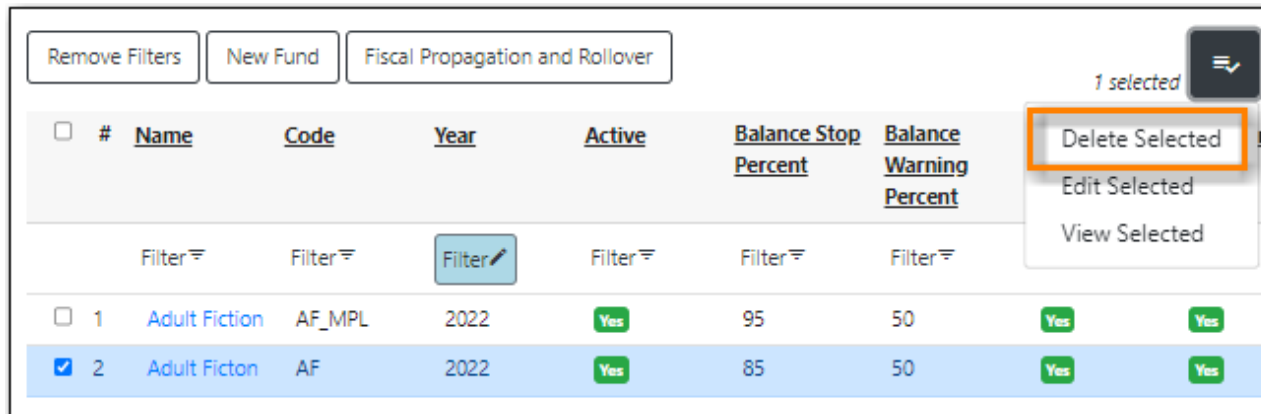 Remove Filters New Fund Fiscal Propagation and Rollover
1 selected
# Name Code Year Active Balance Stop Percent Balance Warning Percent
Delete Selected
Edit Selected
View Selected
Filter Filter Filter Filter Filter Filter
1 Adult Fiction AF_MPL 2022 Yes 95 50 Yes Yes
2 Adult Ficton AF 2022 Yes 85 50 Yes Yes